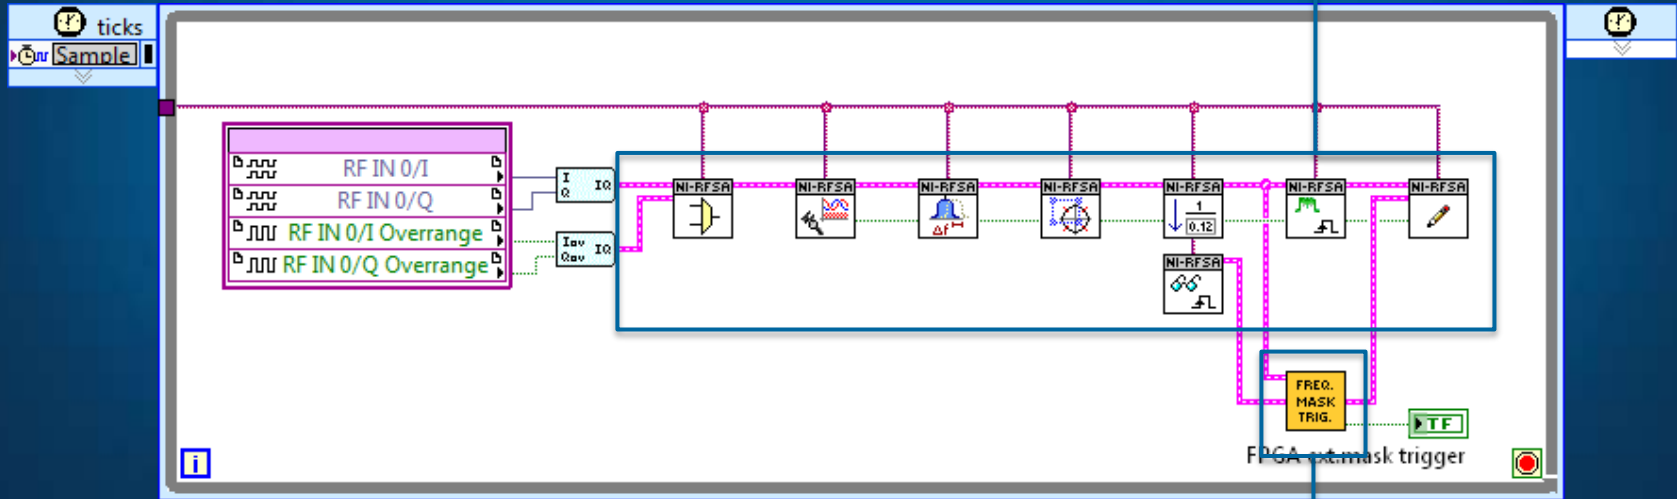 ticks
Sample
RF IN 0/I
RF IN 0/Q
RF IN 0/I Overrange
RF IN 0/Q Overrange
I
Q
IQ
Iov
Qov
IQ
NI-RFSA
NI-RFSA
NI-RFSA
Δf
NI-RFSA
NI-RFSA
1
0.12
NI-RFSA
NI-RFSA
NI-RFSA
FREQ.
MASK
TRIG.
TF
FPGA ext.mask trigger
i